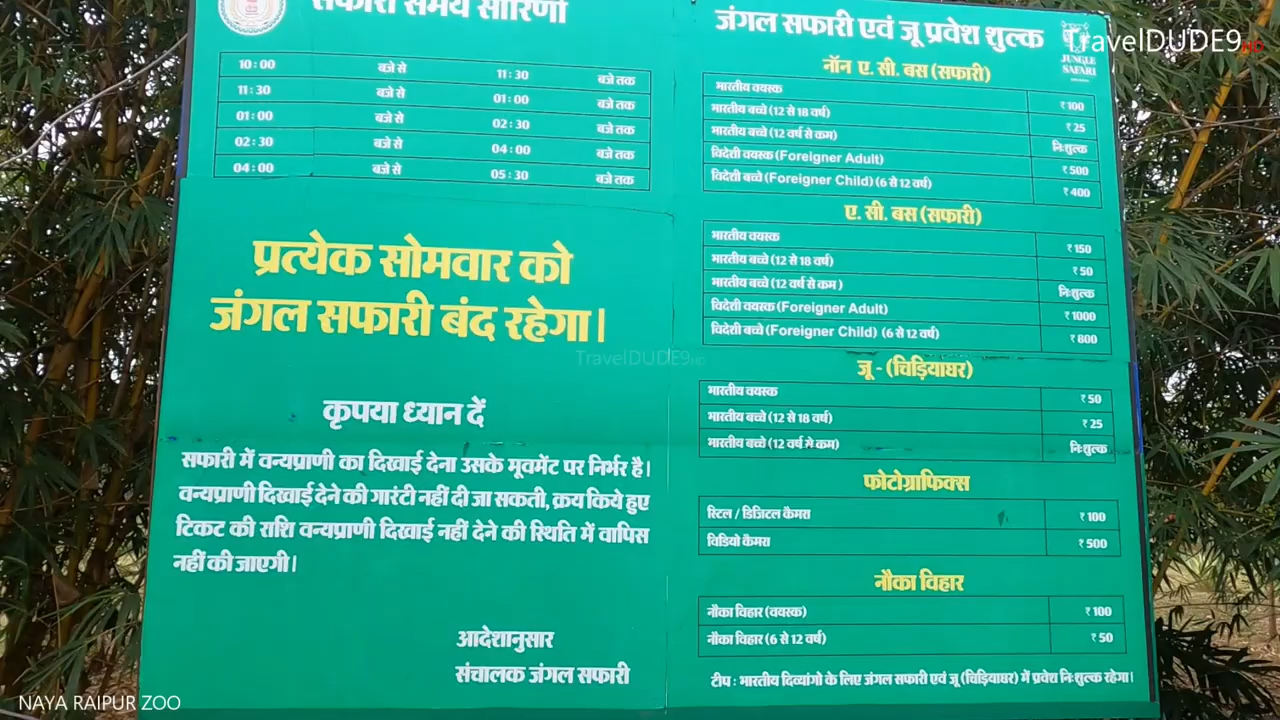 सफारी समय सारिणी
10:00 बजे से 11:30 बजे तक
11:30 बजे से 01:00 बजे तक
01:00 बजे से 02:30 बजे तक
02:30 बजे से 04:00 बजे तक
04:00 बजे से 05:30 बजे तक
प्रत्येक सोमवार को
जंगल सफारी बंद रहेगा।
कृपया ध्यान दें
सफारी में वन्यप्राणी का दिखाई देना उसके मूवमेंट पर निर्भर है।
वन्यप्राणी दिखाई देने की गारंटी नहीं दी जा सकती, क्रय किये हुए
टिकट की राशि वन्यप्राणी दिखाई नहीं देने की स्थिति में वापिस
नहीं की जाएगी।
आदेशानुसार
संचालक जंगल सफारी
जंगल सफारी एवं जू प्रवेश शुल्क
TravelDUDE9 HD
JUNGLE
SAFARI
नॉन ए. सी. बस (सफारी)
भारतीय वयस्क ₹100
भारतीय बच्चे (12 से 18 वर्ष) ₹25
भारतीय बच्चे (12 वर्ष से कम) निःशुल्क
विदेशी वयस्क (Foreigner Adult) ₹500
विदेशी बच्चे (Foreigner Child) (6 से 12 वर्ष) ₹400
ए. सी. बस (सफारी)
भारतीय वयस्क ₹150
भारतीय बच्चे (12 से 18 वर्ष) ₹50
भारतीय बच्चे (12 वर्ष से कम ) निःशुल्क
विदेशी वयस्क (Foreigner Adult) ₹1000
विदेशी बच्चे (Foreigner Child) (6 से 12 वर्ष) ₹800
TravelDUDE9 HD
जू - (चिड़ियाघर)
भारतीय वयस्क ₹50
भारतीय बच्चे (12 से 18 वर्ष) ₹25
भारतीय बच्चे (12 वर्ष से कम) निःशुल्क
फोटोग्राफिक्स
स्टिल / डिजिटल कैमरा ₹100
विडियो कैमरा ₹500
नौका विहार
नौका विहार (वयस्क) ₹100
नौका विहार (6 से 12 वर्ष) ₹50
टीप : भारतीय दिव्यांगो के लिए जंगल सफारी एवं जू (चिड़ियाघर) में प्रवेश निःशुल्क रहेगा।
NAYA RAIPUR ZOO